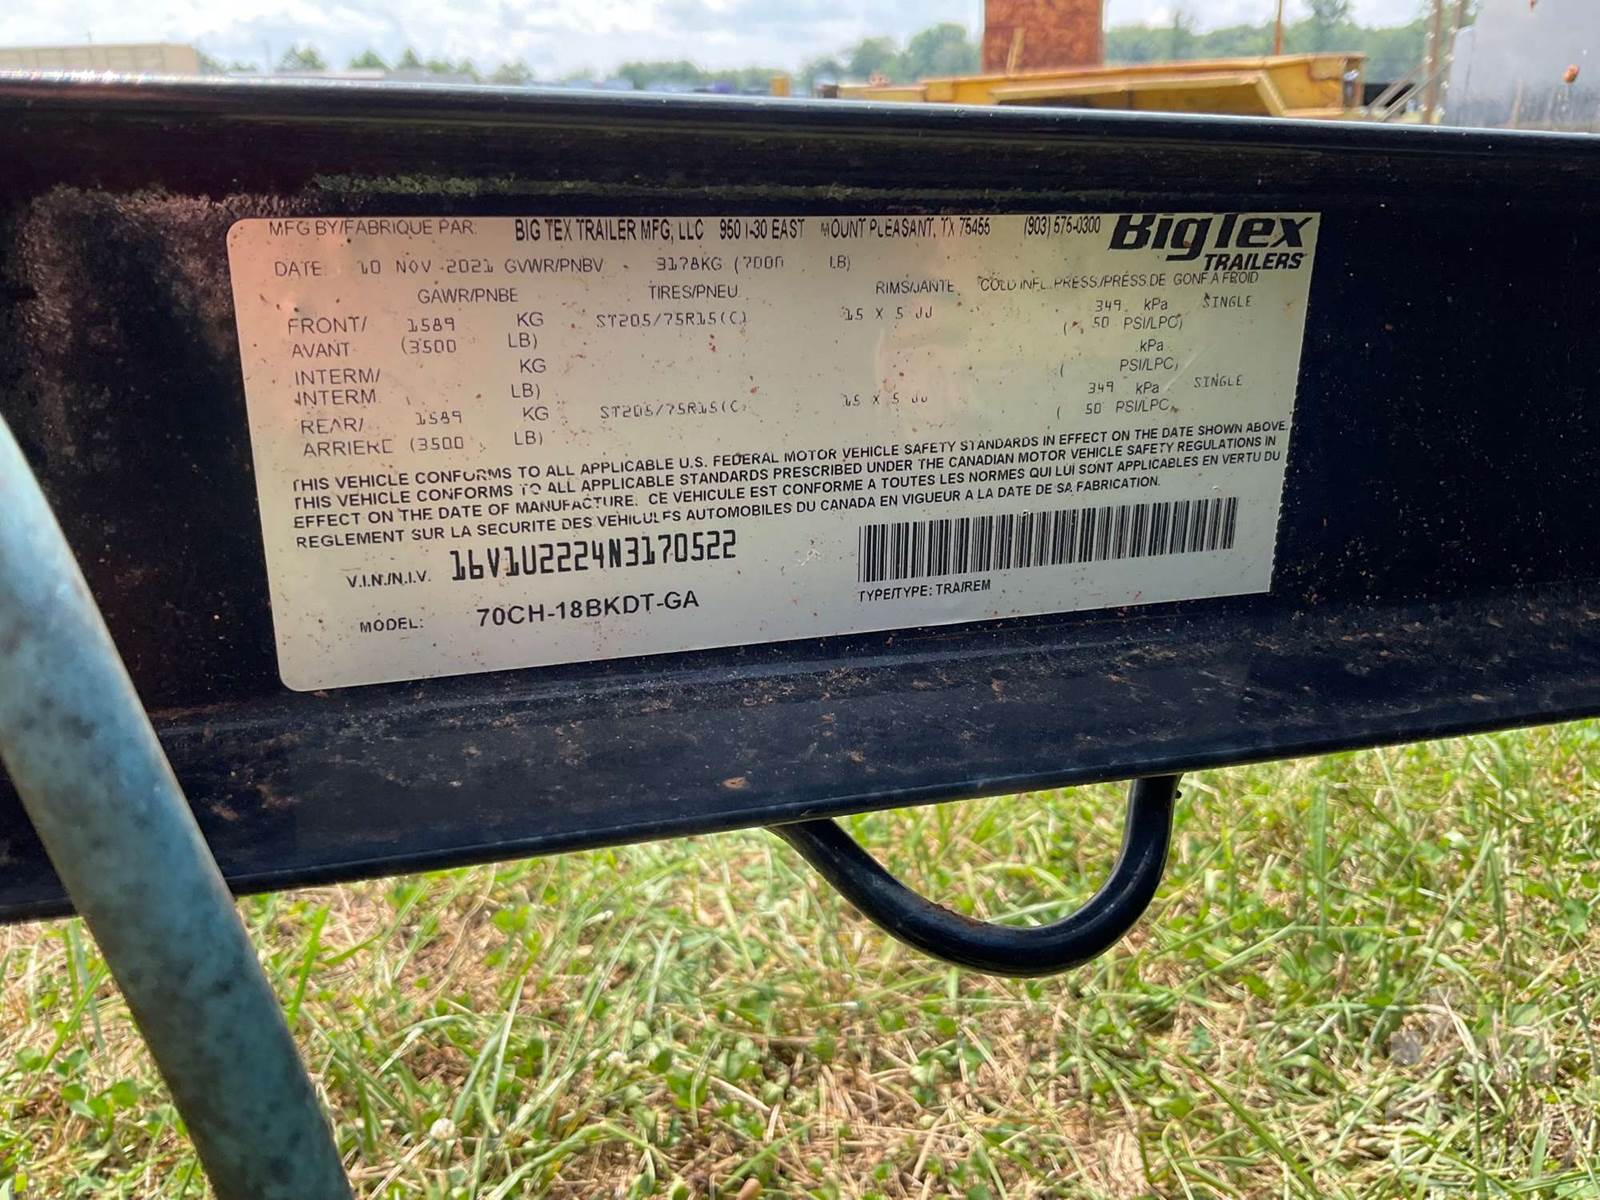 MFG BY/FABRIQUE PAR: BIG TEX TRAILER MFG, LLC 950 I-30 EAST MOUNT PLEASANT, TX 75455 (903) 575-0300 BigTex TRAILERS
DATE: 10 NOV 2021 GVWR/PNBV 3178KG (7000 LB)
GAWR/PNBE TIRES/PNEU RIMS/JANTE COLD INFL. PRESS/PRESS.DE GONF A FROID
FRONT/ 1589 KG ST205/75R15(C) 15 X 5 JJ 349 kPa SINGLE
AVANT (3500 LB) ( 50 PSI/LPC)
INTERM/ KG kPa
INTERM. LB) ( PSI/LPC)
REAR/ 1589 KG ST205/75R15(C) 15 X 5 JJ 349 kPa SINGLE
ARRIERE (3500 LB) ( 50 PSI/LPC
THIS VEHICLE CONFORMS TO ALL APPLICABLE U.S. FEDERAL MOTOR VEHICLE SAFETY STANDARDS IN EFFECT ON THE DATE SHOWN ABOVE.
THIS VEHICLE CONFORMS TO ALL APPLICABLE STANDARDS PRESCRIBED UNDER THE CANADIAN MOTOR VEHICLE SAFETY REGULATIONS IN
EFFECT ON THE DATE OF MANUFACTURE. CE VEHICULE EST CONFORME A TOUTES LES NORMES QUI LUI SONT APPLICABLES EN VERTU DU
REGLEMENT SUR LA SECURITE DES VEHICULES AUTOMOBILES DU CANADA EN VIGUEUR A LA DATE DE SA FABRICATION.
V.I.N./N.I.V. 16V1U2224N3170522
TYPE/TYPE: TRA/REM
MODEL: 70CH-18BKDT-GA